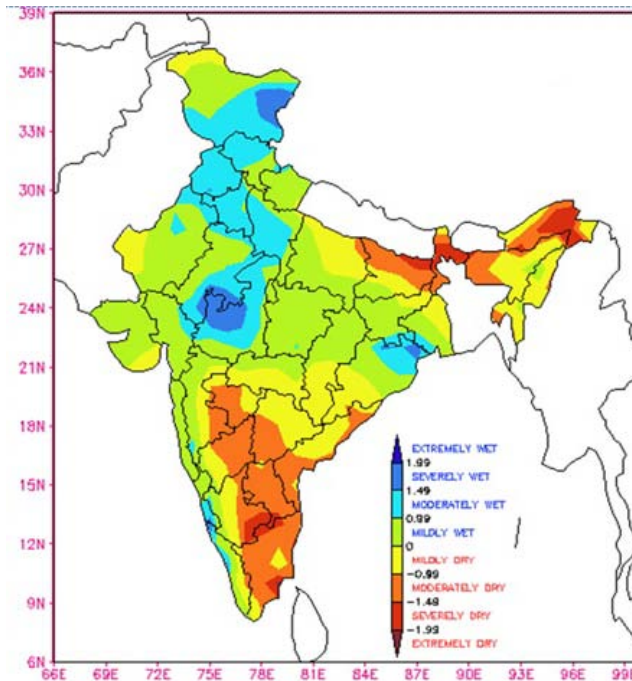 39N
36N
33N
30N
27N
24N
21N
18N
15N
12N
9N
6N
EXTREMELY WET
1.99
SEVERELY WET
1.49
MODERATELY WET
0.99
MILDLY WET
0
MILDLY DRY
-0.99
MODERATELY DRY
-1.49
SEVERELY DRY
-1.99
EXTREMELY DRY
66E 69E 72E 75E 78E 81E 84E 87E 90E 93E 96E 99E